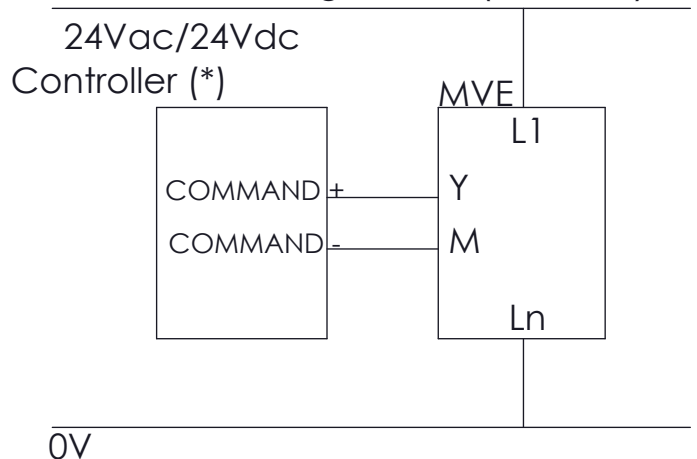 24Vac/24Vdc
Controller (*)
MVE
L1
COMMAND +
Y
COMMAND -
M
Ln
0V